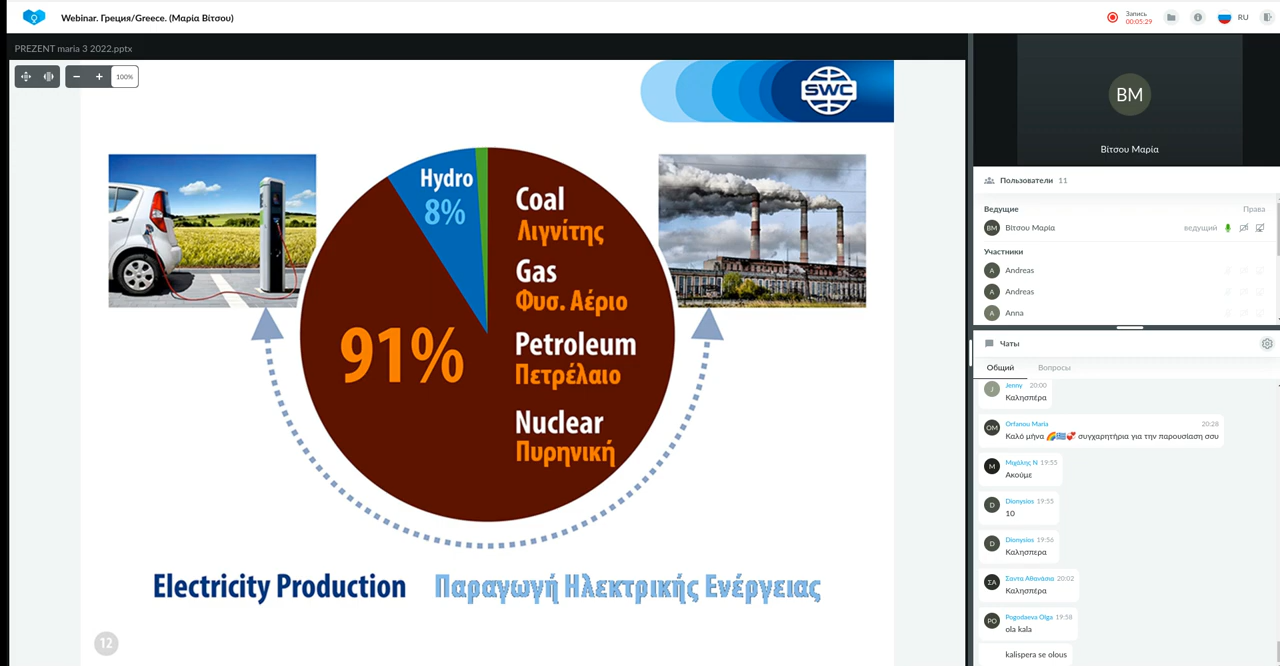 Webinar. Греция/Greece. (Μαρία Βίτσου)
Запись
00:05:29
RU
PREZENT maria 3 2022.pptx
100%
SWC
Hydro
8%
91%
Coal
Λιγνίτης
Gas
Φυσ. Αέριο
Petroleum
Πετρέλαιο
Nuclear
Πυρηνική
Electricity Production
Παραγωγή Ηλεκτρικής Ενέργειας
12
ВМ
Βίτσου Μαρία
Пользователи 11
Ведущие
Права
ВМ
Βίτσου Μαρία
ведущий
Участники
A
Andreas
A
Andreas
A
Anna
Чаты
Общий
Вопросы
J
Jenny 20:00
Καλησπέρα
OM
Orfanou Maria 20:28
Καλό μήνα 🌈🇬🇷💞 συγχαρητήρια για την παρουσίαση σου
Μ
Μιχάλης Ν 19:55
Ακούμε
D
Dionysios 19:55
10
D
Dionysios 19:56
Καλησπερα
ΣΑ
Σαντα Αθανάσια 20:02
Καλησπέρα
PO
Pogodaeva Olga 19:58
ola kala
kalispera se olous